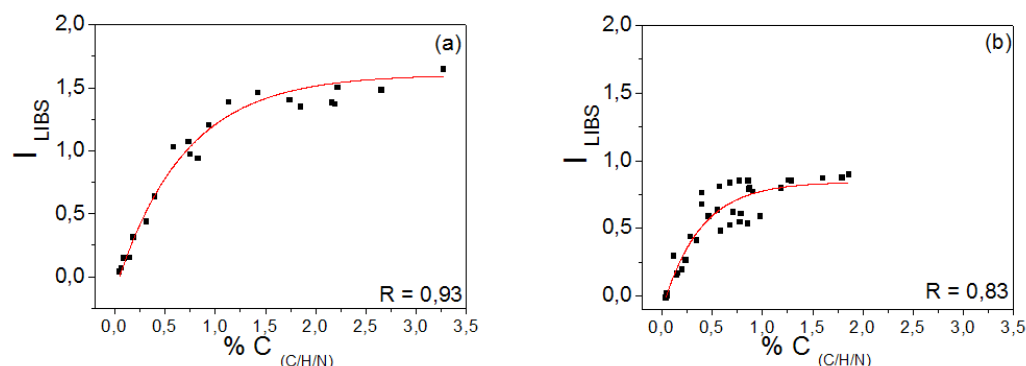 (a)
2,0
1,5
1,0
0,5
0,0
I LIBS
R = 0,93
0,0 0,5 1,0 1,5 2,0 2,5 3,0 3,5
% C (C/H/N)
(b)
2,0
1,5
1,0
0,5
0,0
I LIBS
R = 0,83
0,0 0,5 1,0 1,5 2,0 2,5 3,0 3,5
% C (C/H/N)